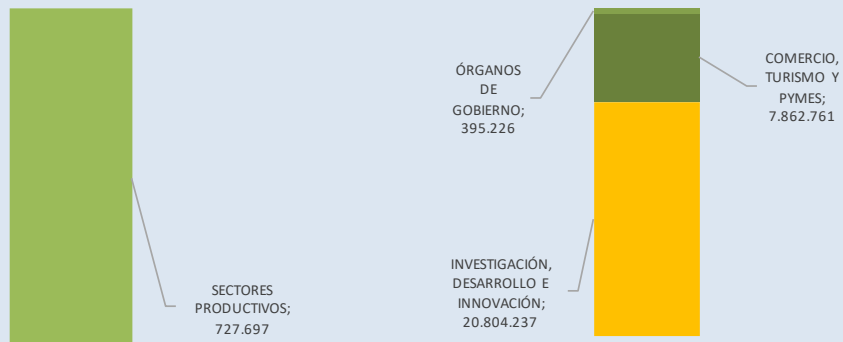 SECTORES
PRODUCTIVOS;
727.697
ÓRGANOS
DE
GOBIERNO;
395.226
COMERCIO,
TURISMO Y
PYMES;
7.862.761
INVESTIGACIÓN,
DESARROLLO E
INNOVACIÓN;
20.804.237